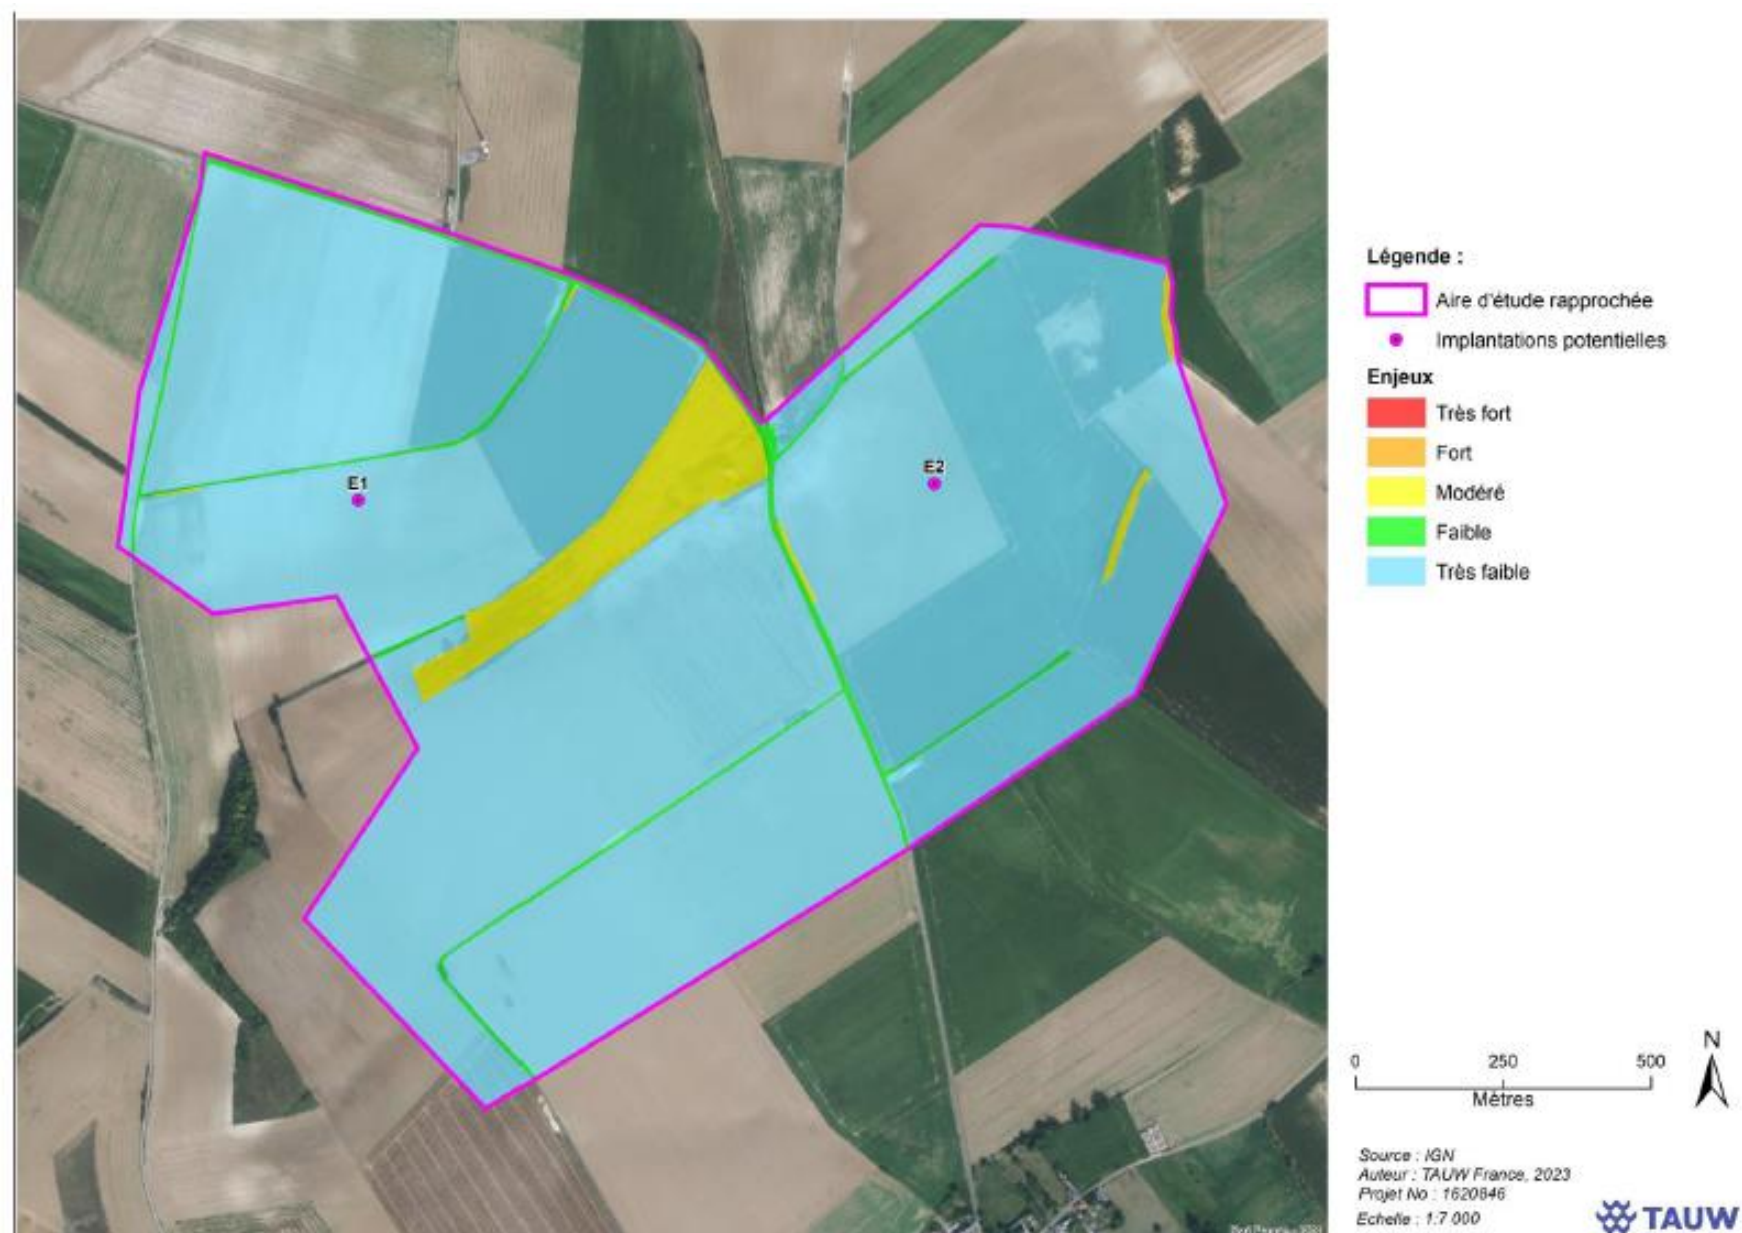 E1
E2
Légende :
Aire d'étude rapprochée
Implantations potentielles
Enjeux
Très fort
Fort
Modéré
Faible
Très faible
N
0 250 500
Mètres
Source : IGN
Auteur : TAUW France, 2023
Projet No : 1620846
Echelle : 1:7 000
TAUW